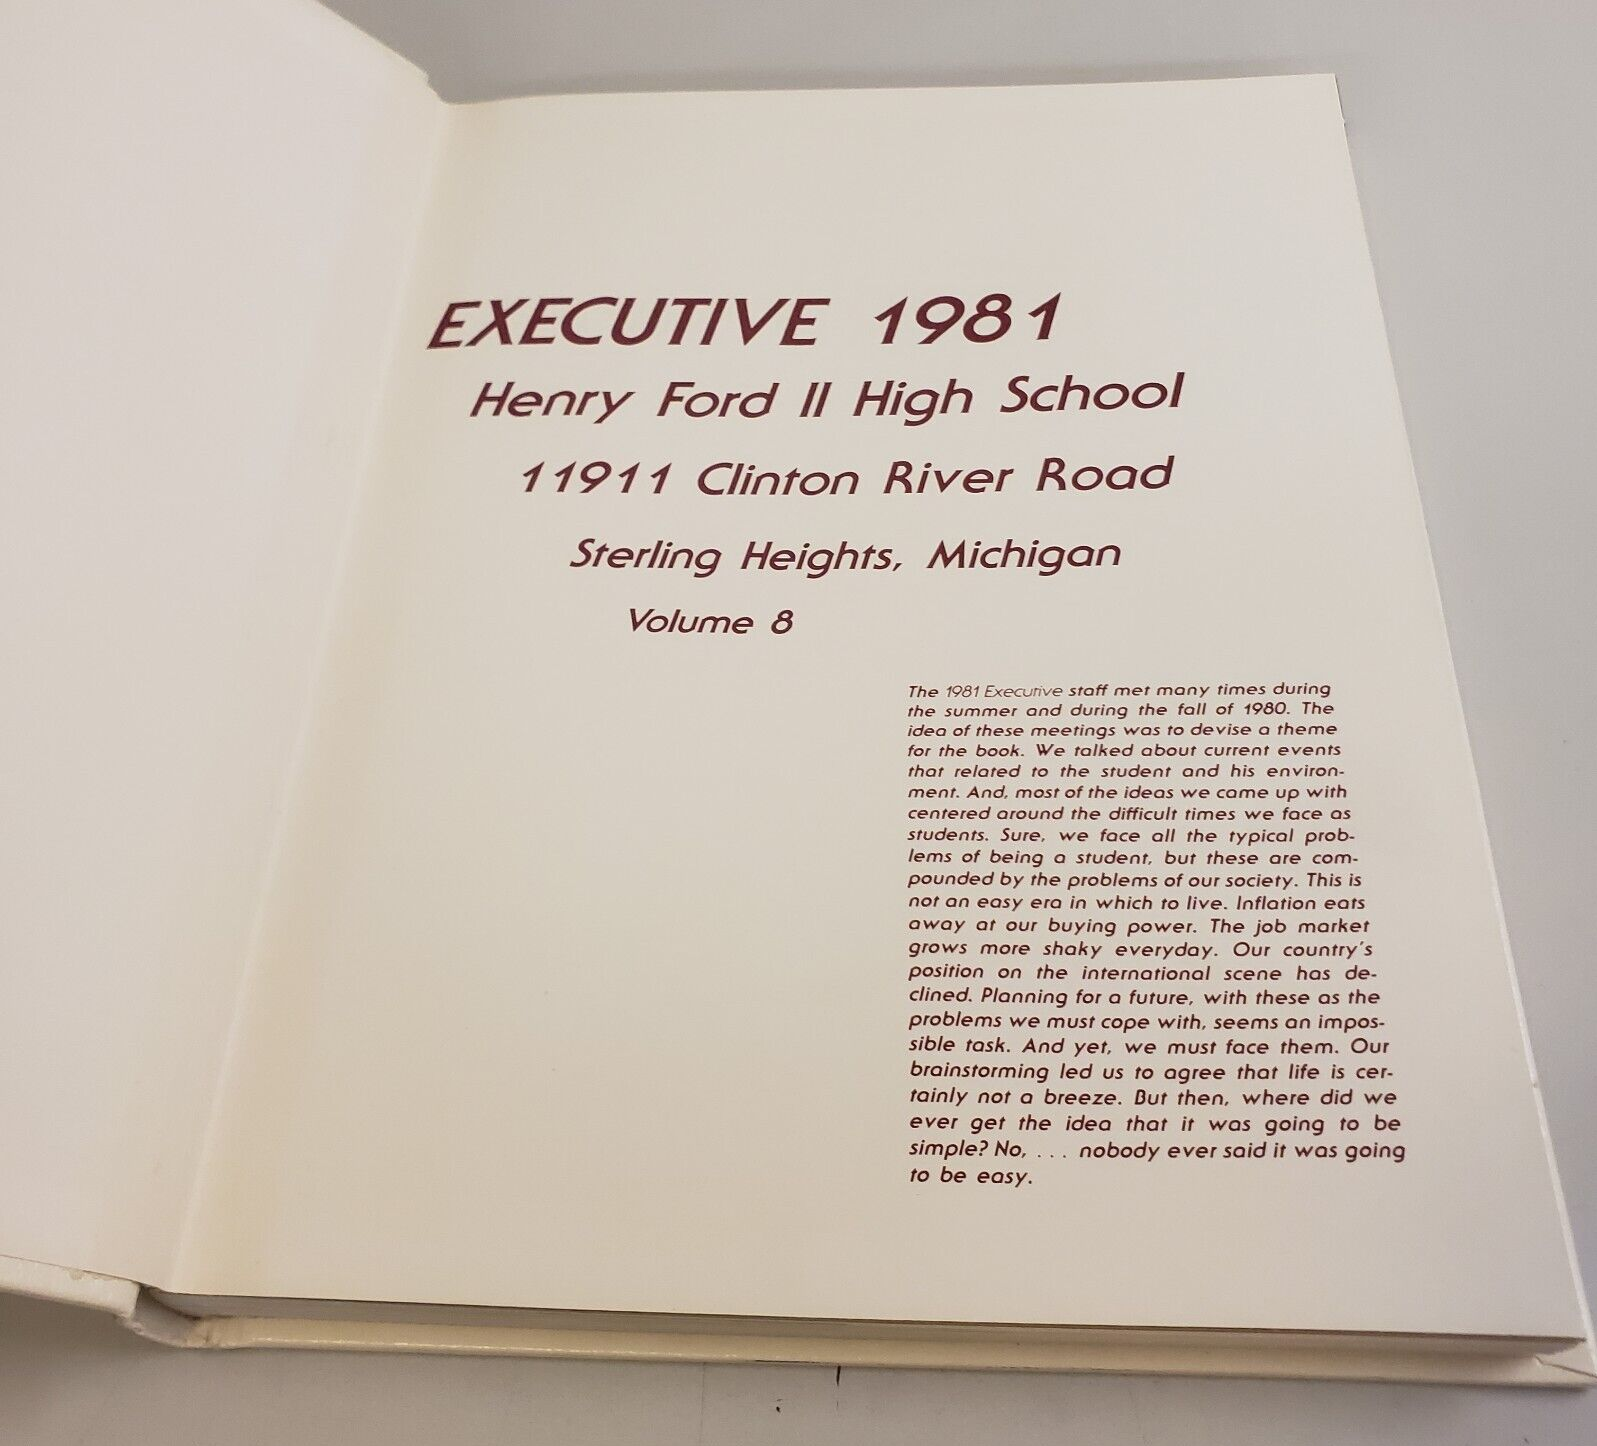 EXECUTIVE 1981
Henry Ford II High School
11911 Clinton River Road
Sterling Heights, Michigan
Volume 8
The 1981 Executive staff met many times during
the summer and during the fall of 1980. The
idea of these meetings was to devise a theme
for the book. We talked about current events
that related to the student and his environ-
ment. And, most of the ideas we came up with
centered around the difficult times we face as
students. Sure, we face all the typical prob-
lems of being a student, but these are com-
pounded by the problems of our society. This is
not an easy era in which to live. Inflation eats
away at our buying power. The job market
grows more shaky everyday. Our country's
position on the international scene has de-
clined. Planning for a future, with these as the
problems we must cope with, seems an impos-
sible task. And yet, we must face them. Our
brainstorming led us to agree that life is cer-
tainly not a breeze. But then, where did we
ever get the idea that it was going to be
simple? No, . . . nobody ever said it was going
to be easy.